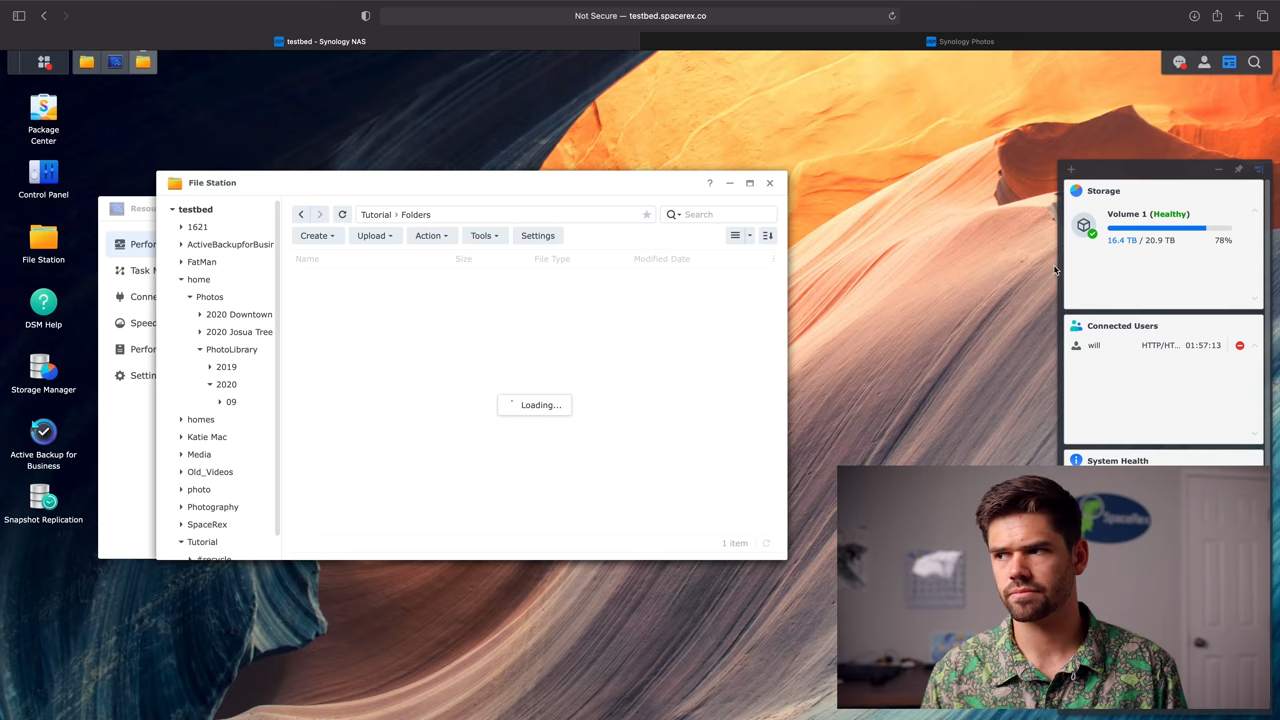 Not Secure — testbed.spacerex.co
testbed - Synology NAS
Synology Photos
Package
Center
Control Panel
File Station
DSM Help
Storage Manager
Active Backup for
Business
Snapshot Replication
Resou
Perfo
Task M
Conne
Speed
Perfor
Settin
File Station
testbed
1621
ActiveBackupforBusir
FatMan
home
Photos
2020 Downtown
2020 Josua Tree
PhotoLibrary
2019
2020
09
homes
Katie Mac
Media
Old_Videos
photo
Photography
SpaceRex
Tutorial
#recycle
Tutorial > Folders
Search
Create
Upload
Action
Tools
Settings
Name
Size
File Type
Modified Date
Loading...
1 item
Storage
Volume 1 (Healthy)
16.4 TB / 20.9 TB
78%
Connected Users
will
HTTP/HT...
01:57:13
System Health
SpaceRex